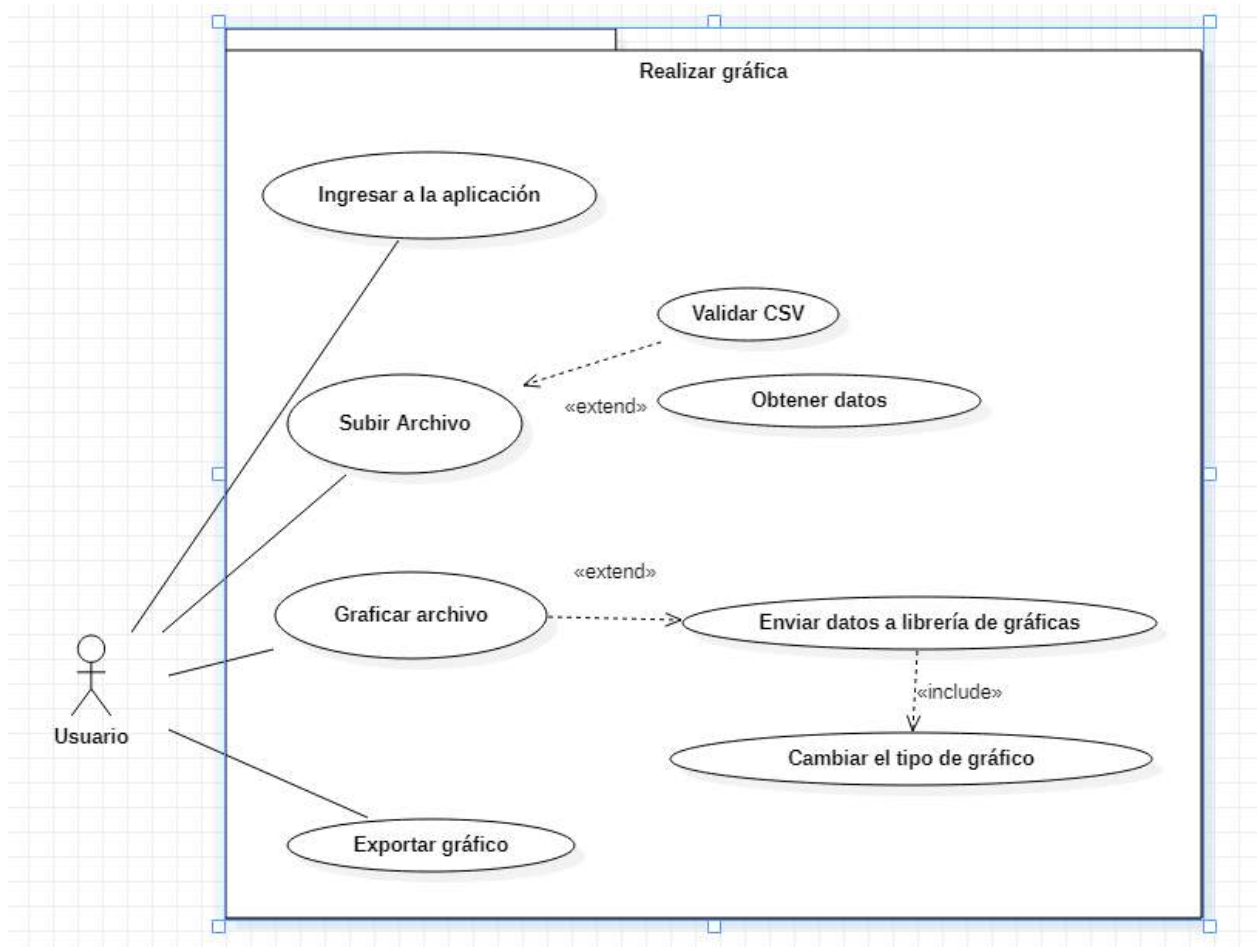 Realizar gráfica
Ingresar a la aplicación
Validar CSV
«extend»
Obtener datos
Subir Archivo
«extend»
Graficar archivo
Enviar datos a librería de gráficas
«include»
Usuario
Cambiar el tipo de gráfico
Exportar gráfico